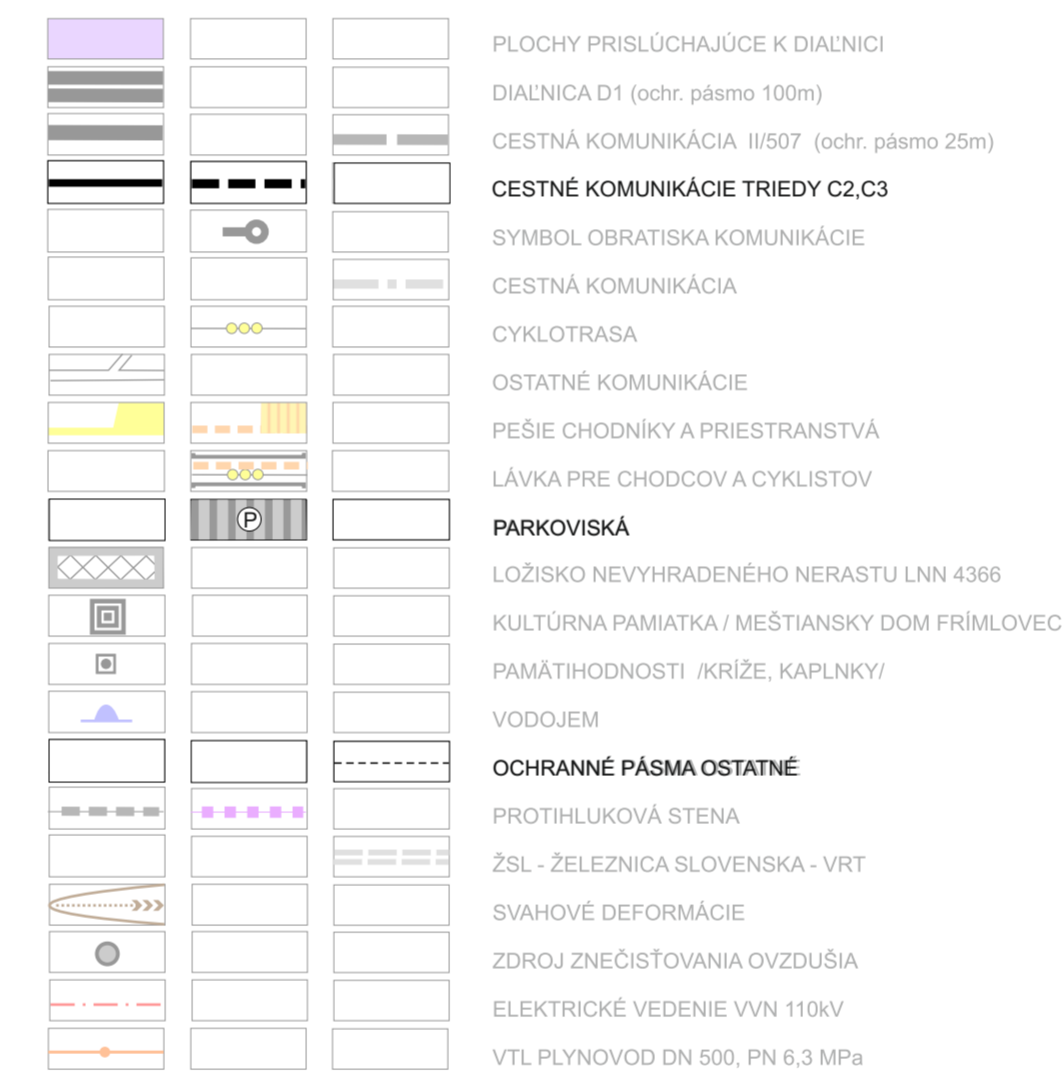 PLOCHY PRISLÚCHAJÚCE K DIAĽNICI
DIAĽNICA D1 (ochr. pásmo 100m)
CESTNÁ KOMUNIKÁCIA II/507 (ochr. pásmo 25m)
CESTNÉ KOMUNIKÁCIE TRIEDY C2,C3
SYMBOL OBRATISKA KOMUNIKÁCIE
CESTNÁ KOMUNIKÁCIA
CYKLOTRASA
OSTATNÉ KOMUNIKÁCIE
PEŠIE CHODNÍKY A PRIESTRANSTVÁ
LÁVKA PRE CHODCOV A CYKLISTOV
P PARKOVISKÁ
LOŽISKO NEVYHRADENÉHO NERASTU LNN 4366
KULTÚRNA PAMIATKA / MEŠTIANSKY DOM FRÍMLOVEC
PAMÄTIHODNOSTI /KRÍŽE, KAPLNKY/
VODOJEM
OCHRANNÉ PÁSMA OSTATNÉ
PROTIHLUKOVÁ STENA
ŽSL - ŽELEZNICA SLOVENSKA - VRT
SVAHOVÉ DEFORMÁCIE
ZDROJ ZNEČISŤOVANIA OVZDUŠIA
ELEKTRICKÉ VEDENIE VVN 110kV
VTL PLYNOVOD DN 500, PN 6,3 MPa